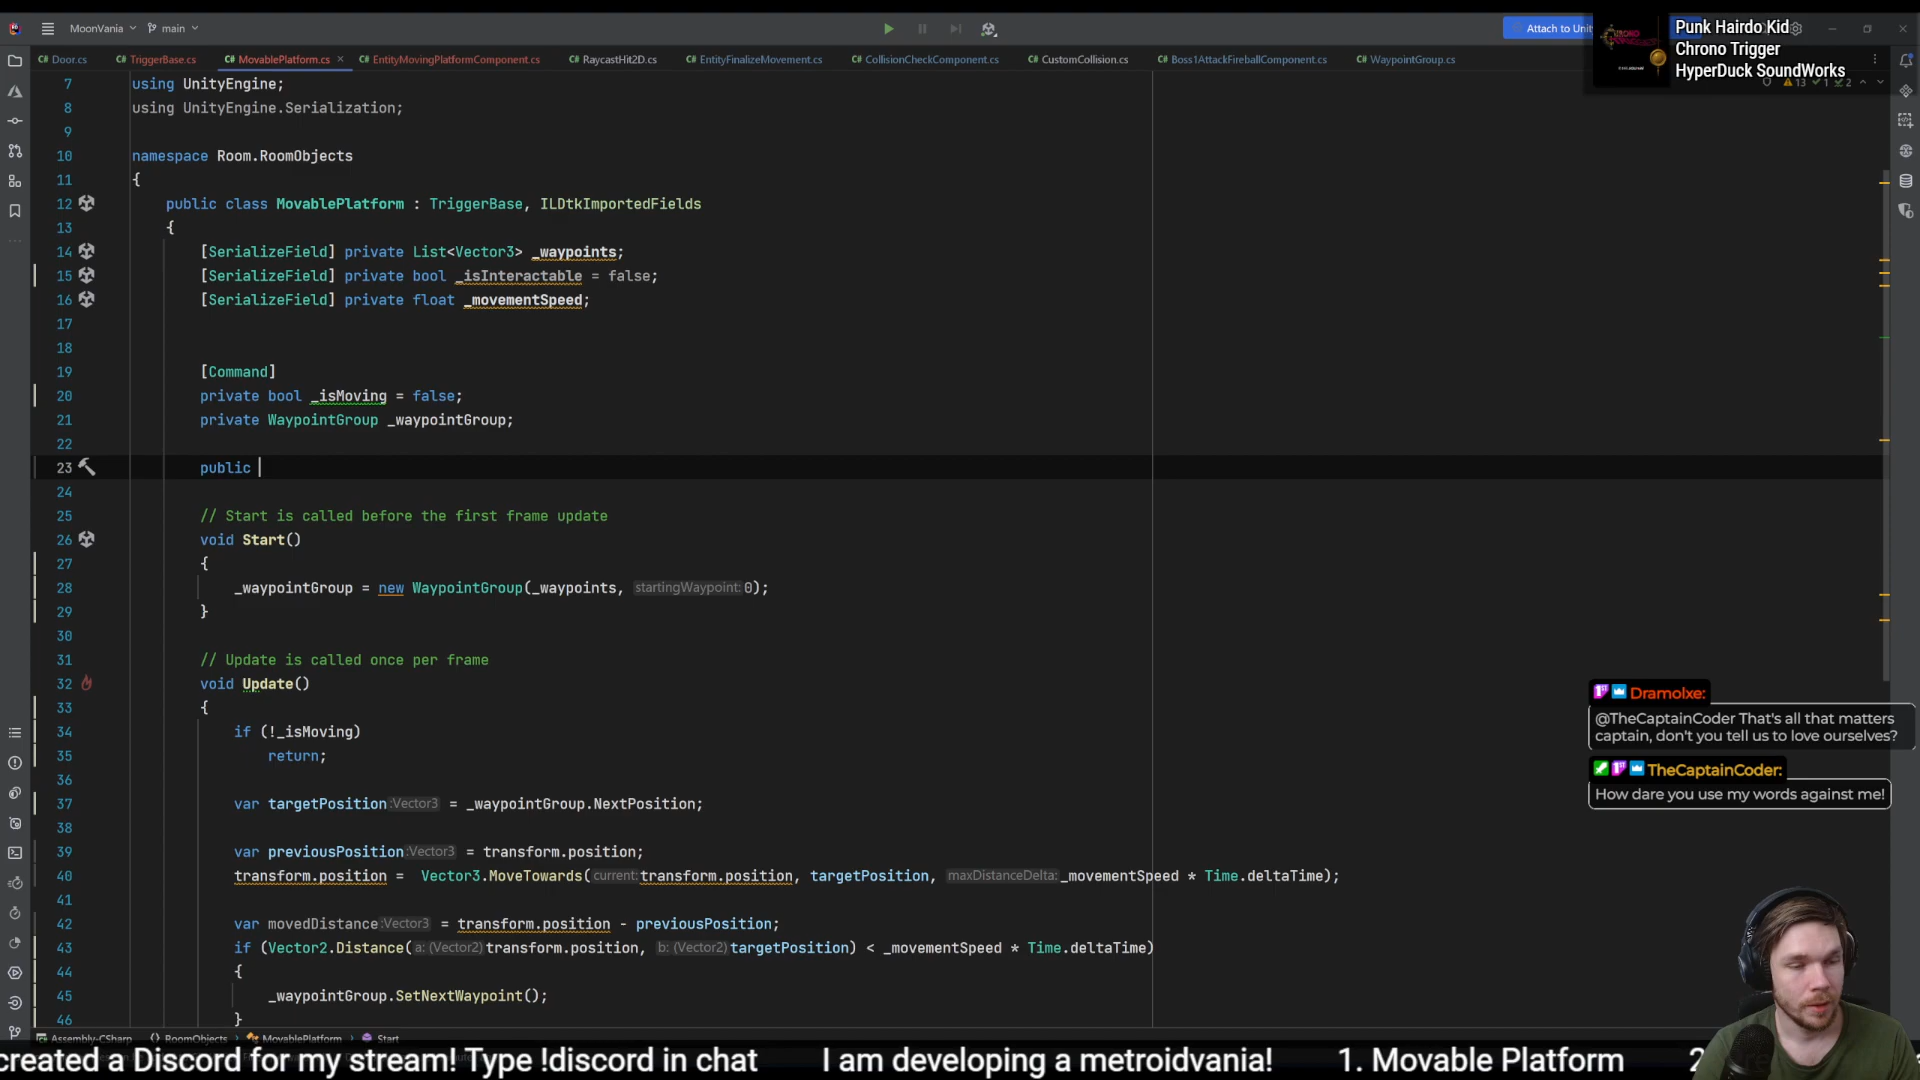 MoonVania
main
Attach to Unit
Punk Hairdo Kid
Chrono Trigger
HyperDuck SoundWorks
C# Door.cs
C# TriggerBase.cs
C# MovablePlatform.cs
C# EntityMovingPlatformComponent.cs
C# RaycastHit2D.cs
C# EntityFinalizeMovement.cs
C# CollisionCheckComponent.cs
C# CustomCollision.cs
C# Boss1AttackFireballComponent.cs
C# WaypointGroup.cs
13 1 2
7 using UnityEngine;
8 using UnityEngine.Serialization;
9
10 namespace Room.RoomObjects
11 {
12 public class MovablePlatform : TriggerBase, ILDtkImportedFields
13 {
14 [SerializeField] private List<Vector3> _waypoints;
15 [SerializeField] private bool _isInteractable = false;
16 [SerializeField] private float _movementSpeed;
17
18
19 [Command]
20 private bool _isMoving = false;
21 private WaypointGroup _waypointGroup;
22
23 public
24
25 // Start is called before the first frame update
26 void Start()
27 {
28 _waypointGroup = new WaypointGroup(_waypoints, startingWaypoint: 0);
29 }
30
31 // Update is called once per frame
32 void Update()
33 {
34 if (!_isMoving)
35 return;
36
37 var targetPosition :Vector3 = _waypointGroup.NextPosition;
38
39 var previousPosition :Vector3 = transform.position;
40 transform.position = Vector3.MoveTowards( current: transform.position, targetPosition, maxDistanceDelta: _movementSpeed * Time.deltaTime);
41
42 var movedDistance :Vector3 = transform.position - previousPosition;
43 if (Vector2.Distance( a: (Vector2) transform.position, b: (Vector2) targetPosition) < _movementSpeed * Time.deltaTime)
44 {
45 _waypointGroup.SetNextWaypoint();
46 }
Dramolxe:
@TheCaptainCoder That's all that matters
captain, don't you tell us to love ourselves?
TheCaptainCoder:
How dare you use my words against me!
Assembly-CSharp
RoomObjects
MovablePlatform
Start
created a Discord for my stream! Type !discord in chat I am developing a metroidvania! 1. Movable Platform 2